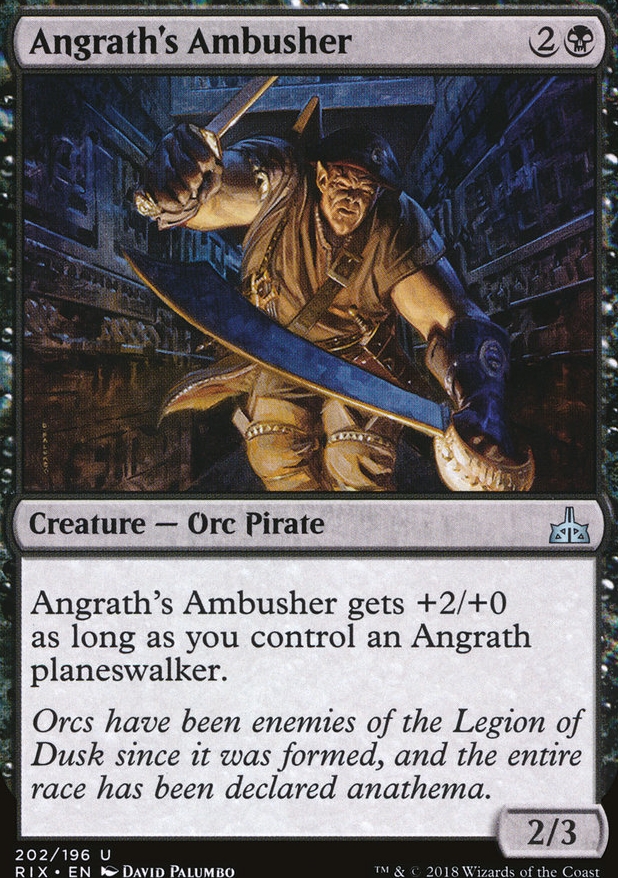 Angrath's Ambusher 2
Creature — Orc Pirate
Angrath's Ambusher gets +2/+0
as long as you control an Angrath
planeswalker.
Orcs have been enemies of the Legion of
Dusk since it was formed, and the entire
race has been declared anathema.
2/3
202/196 U
RIX • EN DAVID PALUMBO
™ & © 2018 Wizards of the Coast